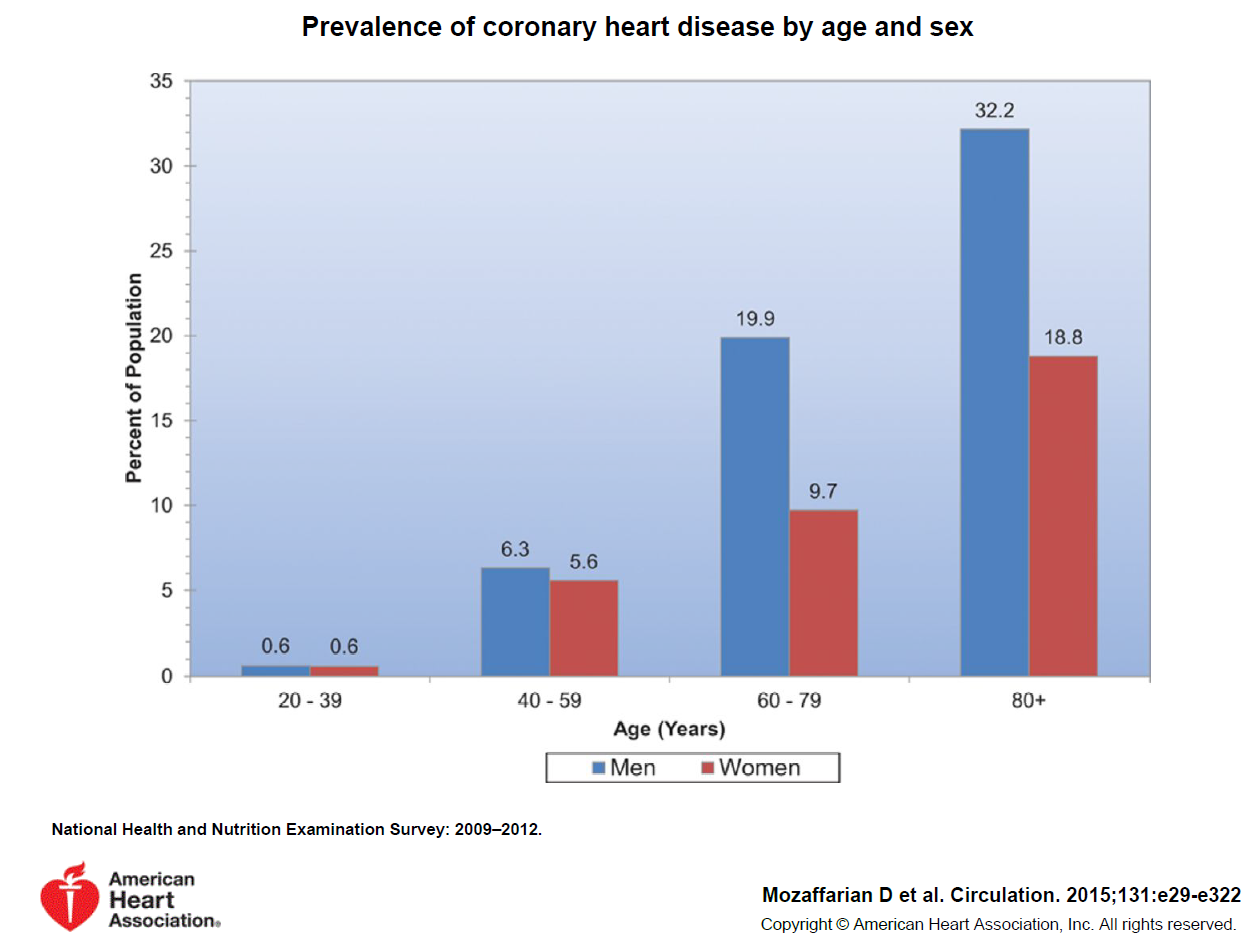 Prevalence of coronary heart disease by age and sex
35
30
25
20
15
10
5
0
Percent of Population
0.6
0.6
6.3
5.6
19.9
9.7
32.2
18.8
20 - 39
40 - 59
60 - 79
80+
Age (Years)
Men
Women
National Health and Nutrition Examination Survey: 2009–2012.
American
Heart
Association®
Mozaffarian D et al. Circulation. 2015;131:e29-e322
Copyright © American Heart Association, Inc. All rights reserved.